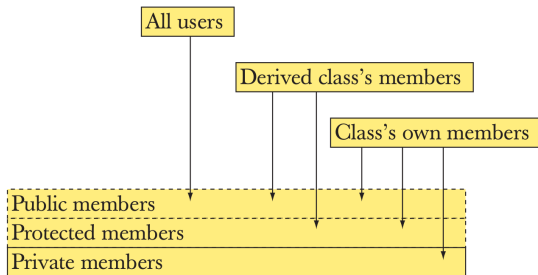 All users
Derived class’s members
Class’s own members
Public members
Protected members
Private members